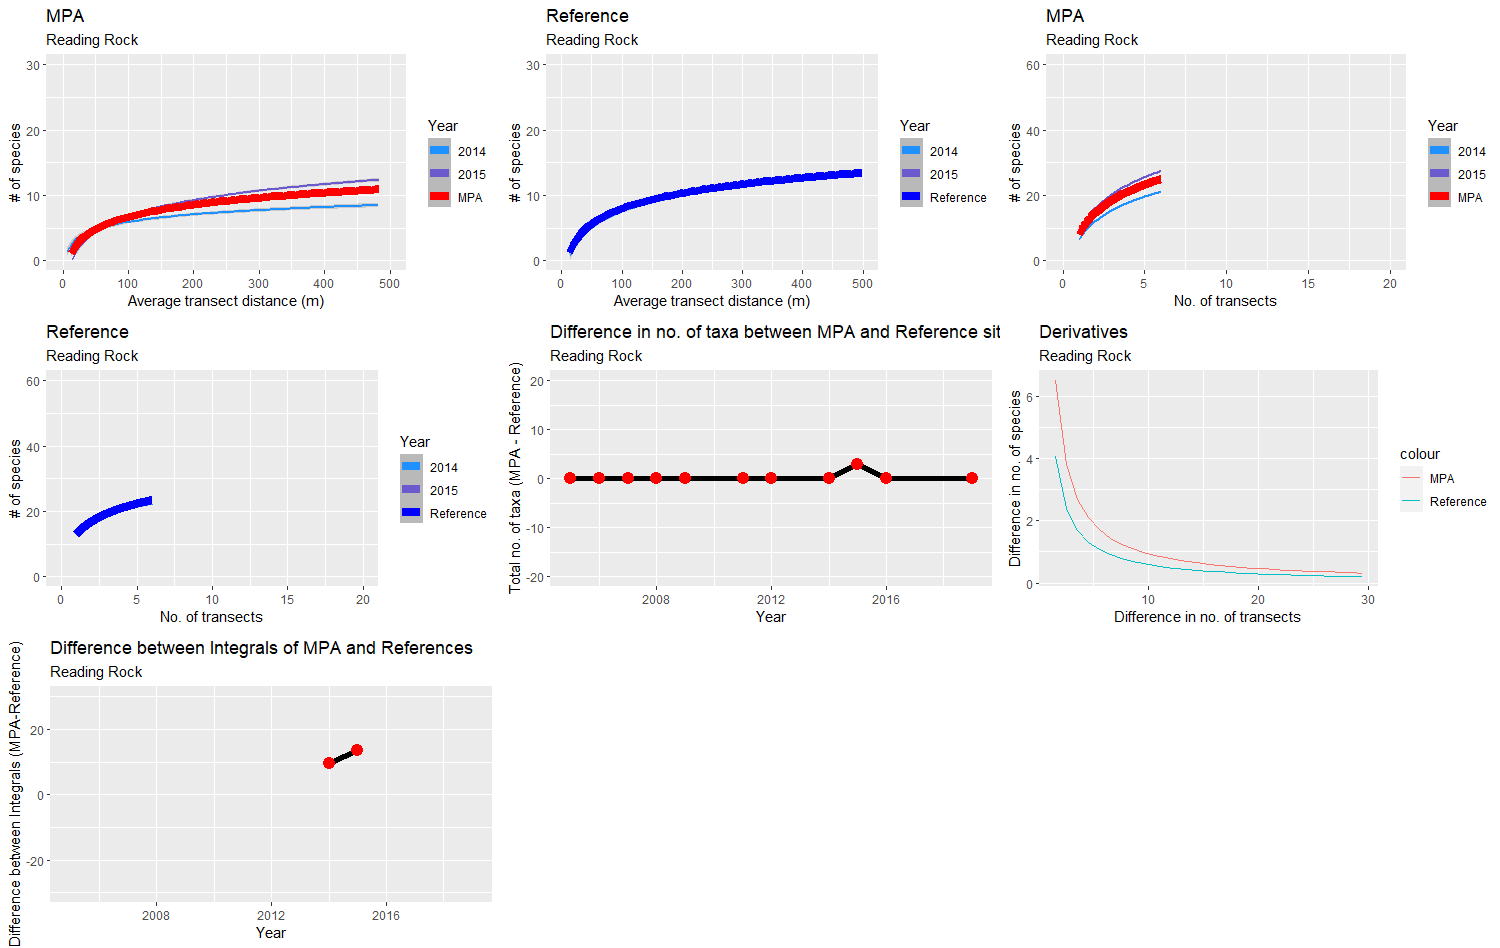 MPA
Reading Rock
# of species
30
20
10
0
0 100 200 300 400 500
Average transect distance (m)
Year
2014
2015
MPA
Reference
Reading Rock
# of species
30
20
10
0
0 100 200 300 400 500
Average transect distance (m)
Year
2014
2015
Reference
MPA
Reading Rock
# of species
60
40
20
0
0 5 10 15 20
No. of transects
Year
2014
2015
MPA
Reference
Reading Rock
# of species
60
40
20
0
0 5 10 15 20
No. of transects
Year
2014
2015
Reference
Difference in no. of taxa between MPA and Reference sit
Reading Rock
Total no. of taxa (MPA - Reference)
20
10
0
-10
-20
2008 2012 2016
Year
Derivatives
Reading Rock
Difference in no. of species
6
4
2
0
10 20 30
Difference in no. of transects
colour
MPA
Reference
Difference between Integrals of MPA and References
Reading Rock
Difference between Integrals (MPA-Reference)
20
0
-20
2008 2012 2016
Year